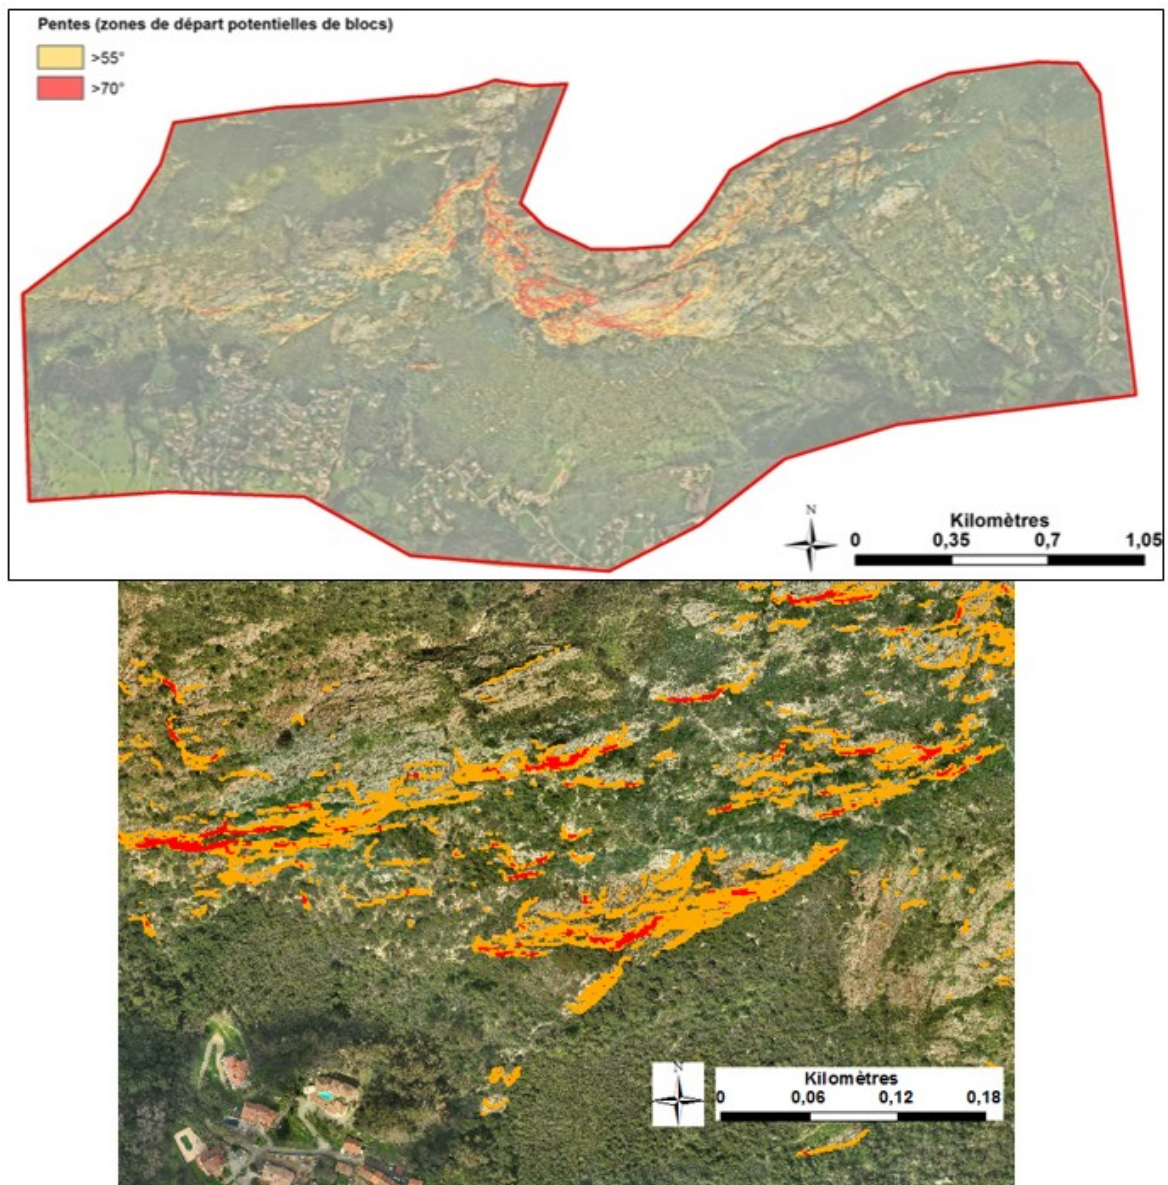 Pentes (zones de départ potentielles de blocs)
>55°
>70°
N
Kilomètres
0 0,35 0,7 1,05
N
Kilomètres
0 0,06 0,12 0,18